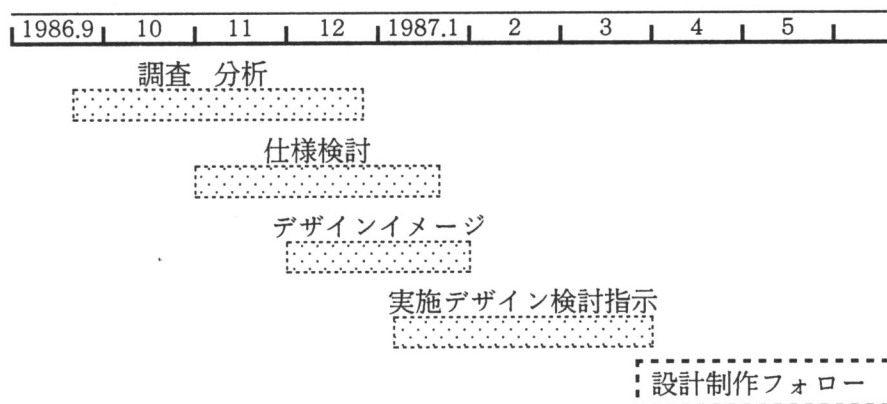 1986.9 10 11 12 1987.1 2 3 4 5
調査 分析
仕様検討
デザインイメージ
実施デザイン検討指示
設計制作フォロー